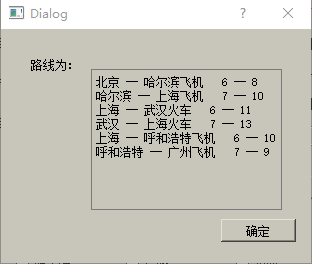 Dialog
路线为：
北京 — 哈尔滨飞机 6 — 8
哈尔滨 — 上海飞机 7 — 10
上海 — 武汉火车 6 — 11
武汉 — 上海火车 7 — 13
上海 — 呼和浩特飞机 6 — 10
呼和浩特 — 广州飞机 7 — 9
确定